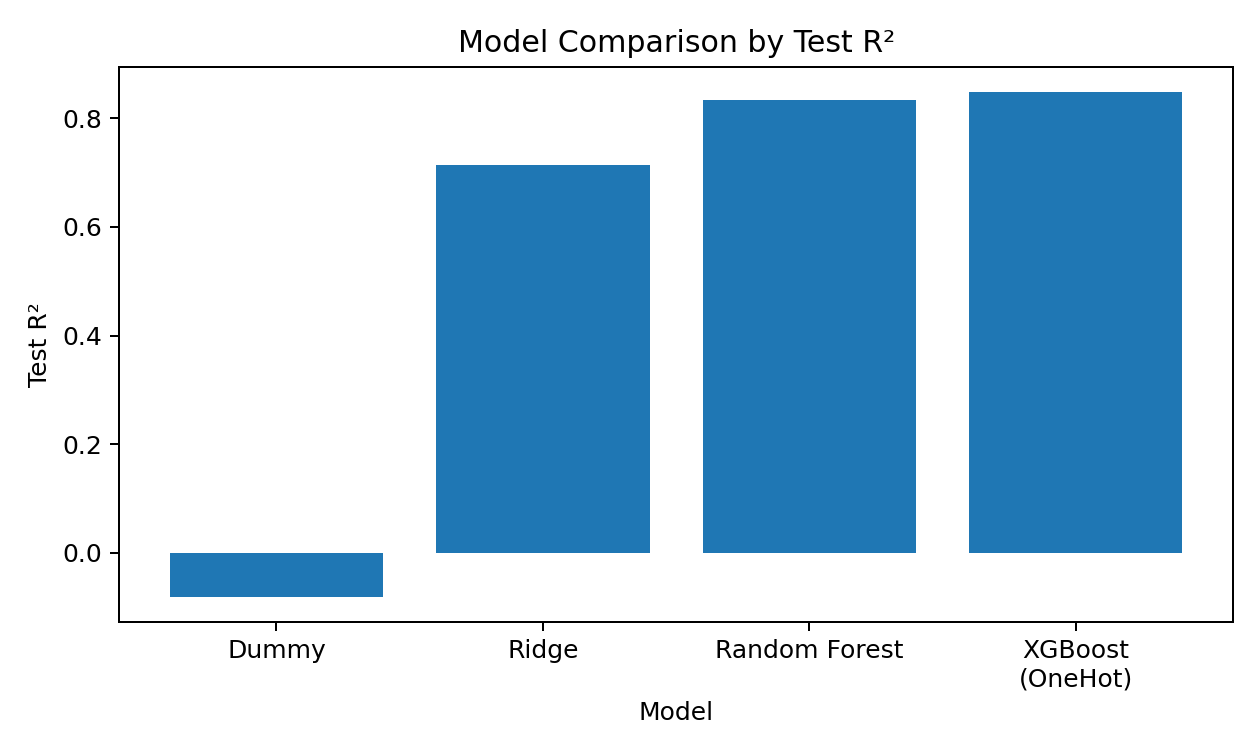 Model Comparison by Test R²
Test R²
0.8
0.6
0.4
0.2
0.0
Dummy
Ridge
Random Forest
XGBoost
(OneHot)
Model